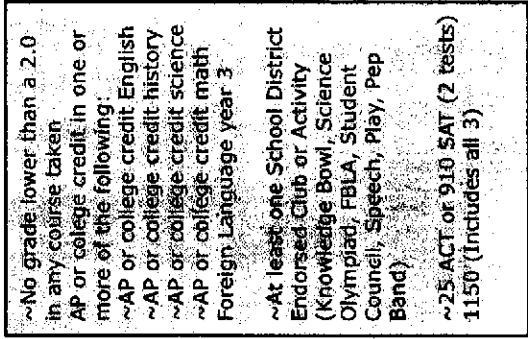 ~No grade lower than a 2.0
in any course taken
AP or college credit in one or
more of the following:
~AP or college credit English
~AP or college credit history
~AP or college credit science
~AP or college credit math
Foreign Language year 3
~At least one School District
Endorsed Club or Activity
(Knowledge Bowl, Science
Olympiad, FBLA, Student
Council, Speech, Play, Pep
Band)
~25 ACT or 910 SAT (2 tests)
1150 (Includes all 3)